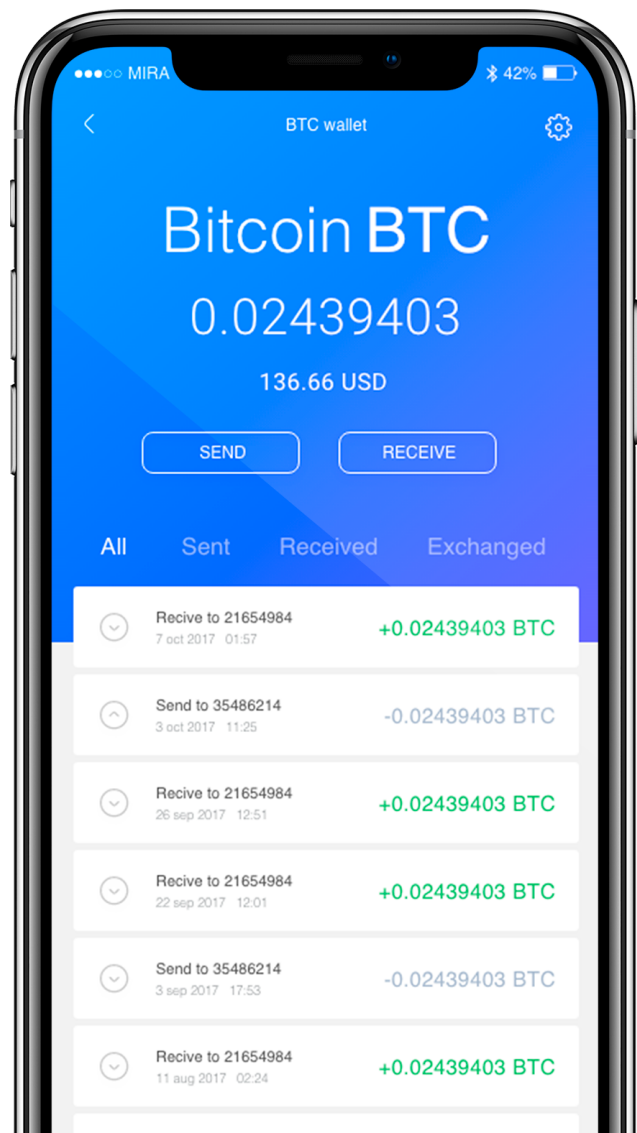 MIRA
42%
BTC wallet
Bitcoin BTC
0.02439403
136.66 USD
SEND
RECEIVE
All
Sent
Received
Exchanged
Recive to 21654984
+0.02439403 BTC
7 oct 2017 01:57
Send to 35486214
-0.02439403 BTC
3 oct 2017 11:25
Recive to 21654984
+0.02439403 BTC
26 sep 2017 12:51
Recive to 21654984
+0.02439403 BTC
22 sep 2017 12:01
Send to 35486214
-0.02439403 BTC
3 sep 2017 17:53
Recive to 21654984
+0.02439403 BTC
11 aug 2017 02:24